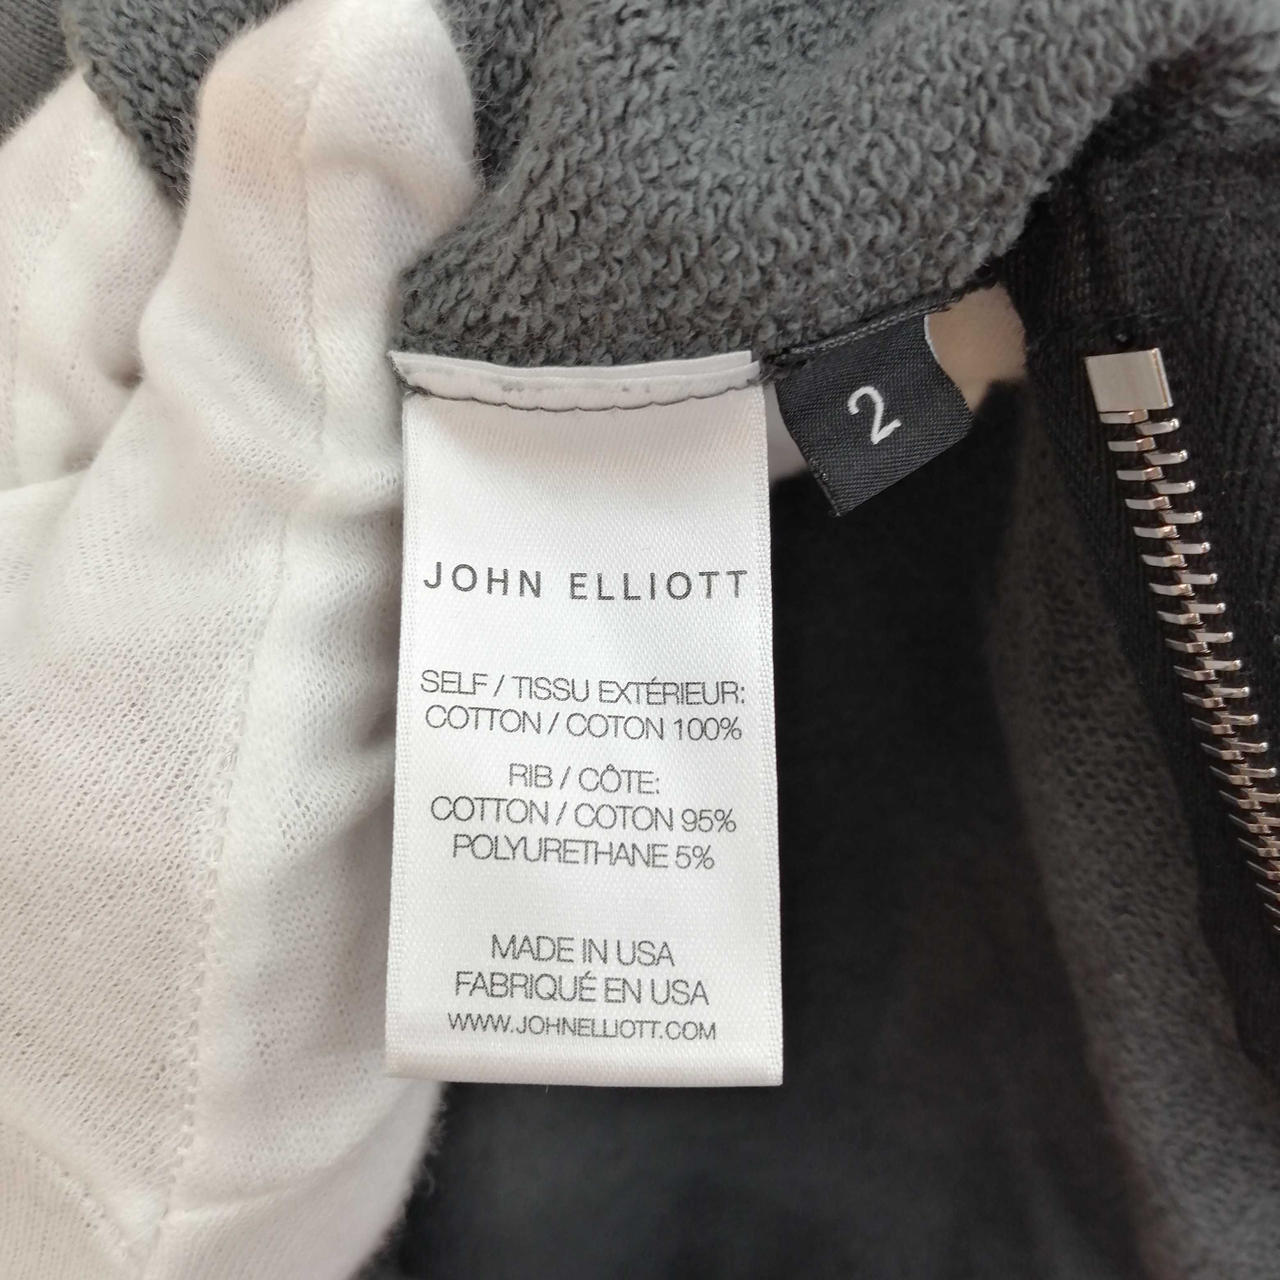 2
JOHN ELLIOTT
SELF / TISSU EXTÉRIEUR:
COTTON / COTON 100%
RIB / CÔTE:
COTTON / COTON 95%
POLYURETHANE 5%
MADE IN USA
FABRIQUÉ EN USA
WWW.JOHNELLIOTT.COM